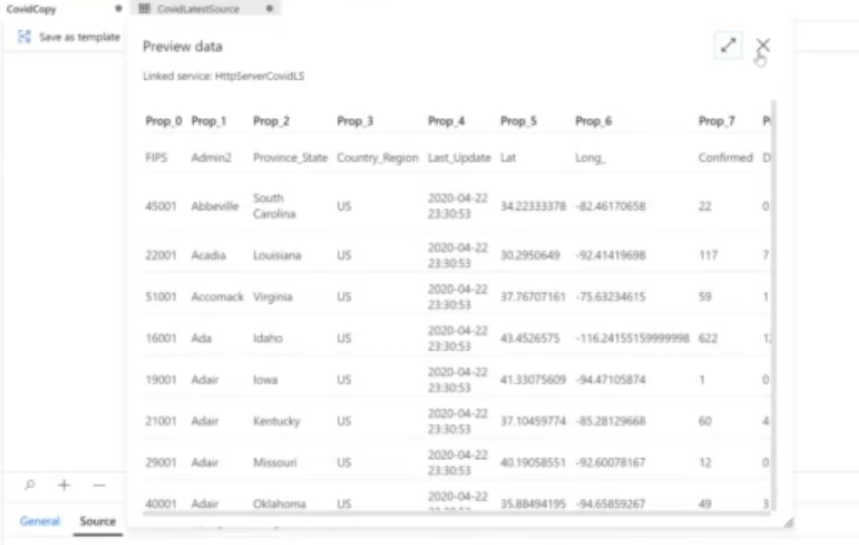 CovidCopy CovidLatestSource
Save as template
Preview data
Linked service: HttpServerCovidLS
Prop_0 Prop_1 Prop_2 Prop_3 Prop_4 Prop_5 Prop_6 Prop_7
FIPS Admin2 Province_State Country_Region Last_Update Lat Long_ Confirmed D
45001 Abbeville South Carolina US 2020-04-22 23:30:53 34.22333378 -82.46170658 22 0
22001 Acadia Louisiana US 2020-04-22 23:30:53 30.2950649 -92.41419698 117 7
51001 Accomack Virginia US 2020-04-22 23:30:53 37.76707161 -75.63234615 59 1
16001 Ada Idaho US 2020-04-22 23:30:53 43.4526575 -116.24155159999998 622 1
19001 Adair Iowa US 2020-04-22 23:30:53 41.33075609 -94.47105874 1 0
21001 Adair Kentucky US 2020-04-22 23:30:53 37.10459774 -85.28129668 60 4
29001 Adair Missouri US 2020-04-22 23:30:53 40.19058551 -92.60078167 12 0
40001 Adair Oklahoma US 2020-04-22 35.88494195 -94.65859267 49 3
General Source